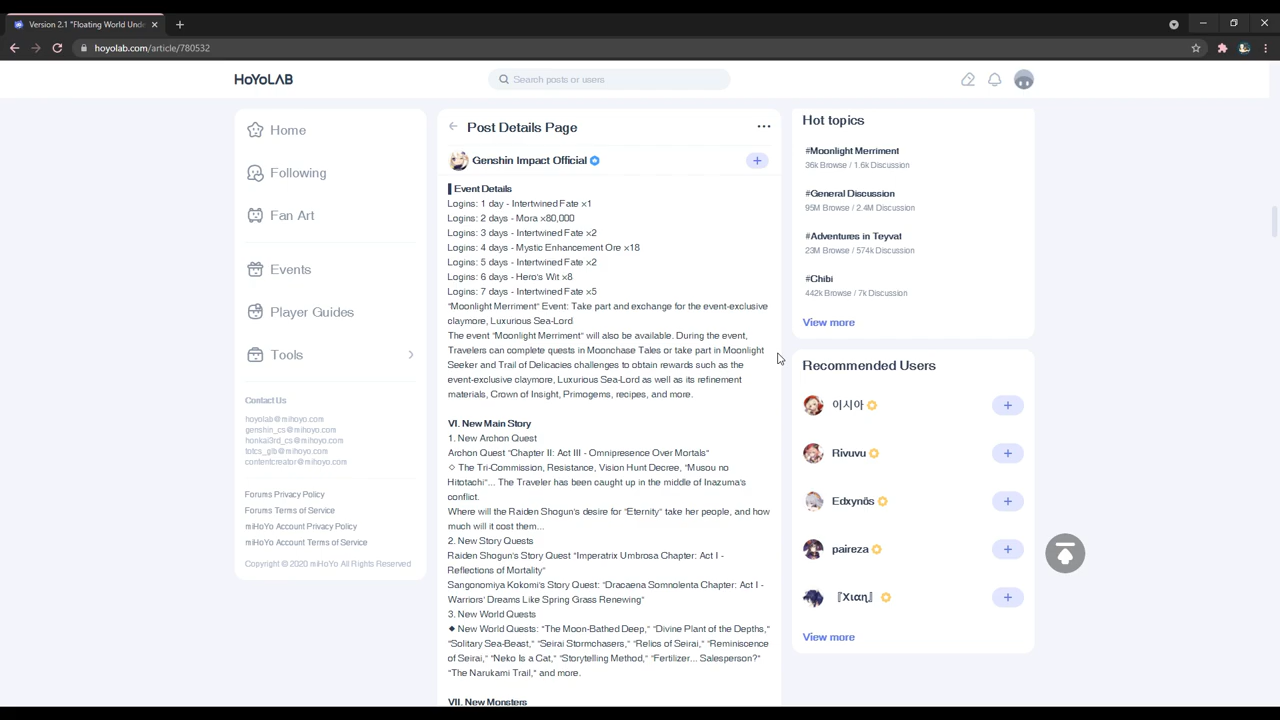 Version 2.1 "Floating World Unde
hoyolab.com/article/780532
HoYoLAB
Search posts or users
Home
Following
Fan Art
Events
Player Guides
Tools
Contact Us
hoyolab@mihoyo.com
genshin_cs@mihoyo.com
honkai3rd_cs@mihoyo.com
totcs_glb@mihoyo.com
contentcreator@mihoyo.com
Forums Privacy Policy
Forums Terms of Service
miHoYo Account Privacy Policy
miHoYo Account Terms of Service
Copyright © 2020 miHoYo All Rights Reserved
Post Details Page
Genshin Impact Official
Event Details
Logins: 1 day - Intertwined Fate ×1
Logins: 2 days - Mora ×80,000
Logins: 3 days - Intertwined Fate ×2
Logins: 4 days - Mystic Enhancement Ore ×18
Logins: 5 days - Intertwined Fate ×2
Logins: 6 days - Hero's Wit ×8
Logins: 7 days - Intertwined Fate ×5
"Moonlight Merriment" Event: Take part and exchange for the event-exclusive
claymore, Luxurious Sea-Lord
The event "Moonlight Merriment" will also be available. During the event,
Travelers can complete quests in Moonchase Tales or take part in Moonlight
Seeker and Trail of Delicacies challenges to obtain rewards such as the
event-exclusive claymore, Luxurious Sea-Lord as well as its refinement
materials, Crown of Insight, Primogems, recipes, and more.
VI. New Main Story
1. New Archon Quest
Archon Quest "Chapter II: Act III - Omnipresence Over Mortals"
◇ The Tri-Commission, Resistance, Vision Hunt Decree, "Musou no
Hitotachi"... The Traveler has been caught up in the middle of Inazuma's
conflict.
Where will the Raiden Shogun's desire for "Eternity" take her people, and how
much will it cost them...
2. New Story Quests
Raiden Shogun's Story Quest "Imperatrix Umbrosa Chapter: Act I -
Reflections of Mortality"
Sangonomiya Kokomi's Story Quest: "Dracaena Somnolenta Chapter: Act I -
Warriors' Dreams Like Spring Grass Renewing"
3. New World Quests
◆ New World Quests: "The Moon-Bathed Deep," "Divine Plant of the Depths,"
"Solitary Sea-Beast," "Seirai Stormchasers," "Relics of Seirai," "Reminiscence
of Seirai," "Neko Is a Cat," "Storytelling Method," "Fertilizer... Salesperson?"
"The Narukami Trail," and more.
VII. New Monsters
Hot topics
#Moonlight Merriment
36k Browse / 1.6k Discussion
#General Discussion
95M Browse / 2.4M Discussion
#Adventures in Teyvat
23M Browse / 574k Discussion
#Chibi
442k Browse / 7k Discussion
View more
Recommended Users
이시아
Rivuvu
Edxynös
paireza
『Χιαη』
View more